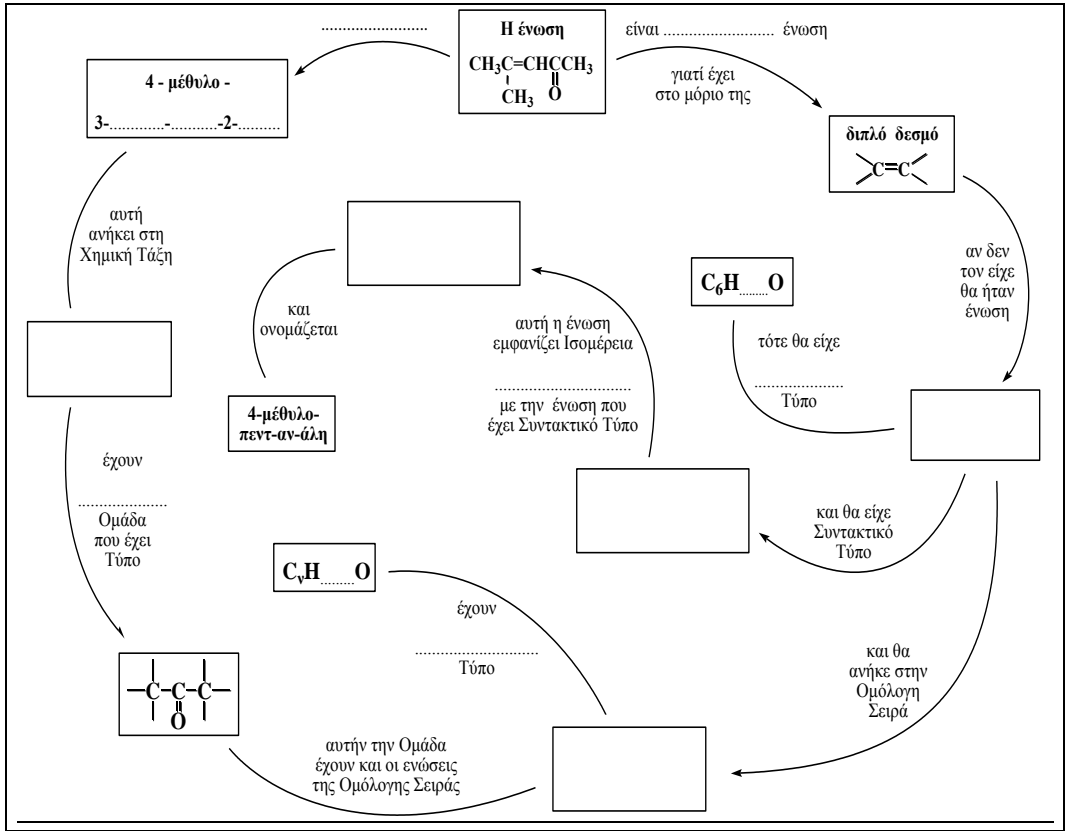 Η ένωση
CH3C=CHCCH3
CH3 O
..........................
είναι ........................... ένωση
γιατί έχει
στο μόριο της
διπλό δεσμό
C=C
4 - μέθυλο -
3-.............-..........-2-.........
αυτή
ανήκει στη
Χημική Τάξη
και
ονομάζεται
4-μέθυλο-
πεντ-αν-άλη
αυτή η ένωση
εμφανίζει Ισομέρεια
..................................
με την ένωση που
έχει Συντακτικό Τύπο
C6H........O
τότε θα είχε
......................
Τύπο
αν δεν
τον είχε
θα ήταν
ένωση
έχουν
......................
Ομάδα
που έχει
Τύπο
και θα είχε
Συντακτικό
Τύπο
CνH.........O
έχουν
...............................
Τύπο
και θα
ανήκε στην
Ομόλογη
Σειρά
C C C
O
αυτήν την Ομάδα
έχουν και οι ενώσεις
της Ομόλογης Σειράς